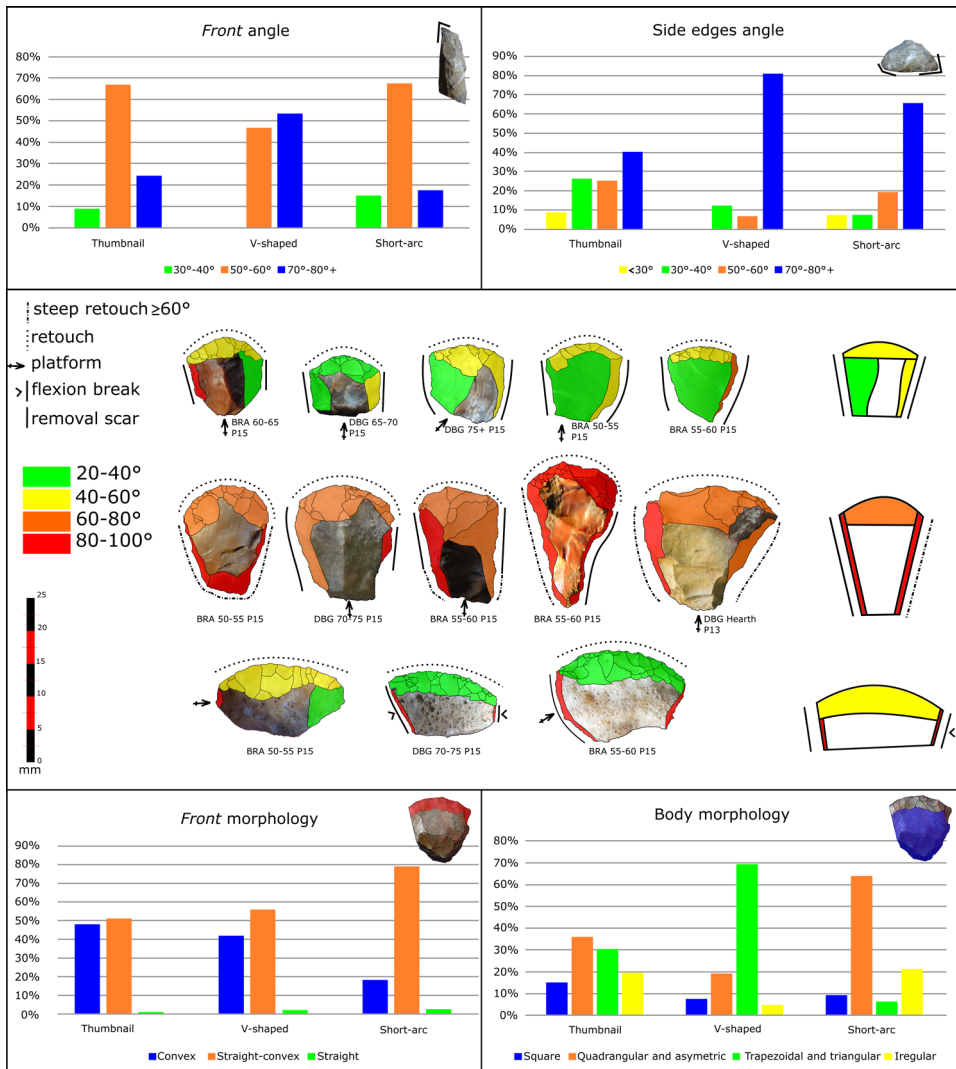 Front angle
80%
70%
60%
50%
40%
30%
20%
10%
0%
Thumbnail V-shaped Short-arc
30°-40° 50°-60° 70°-80°+
Side edges angle
90%
80%
70%
60%
50%
40%
30%
20%
10%
0%
Thumbnail V-shaped Short-arc
<30° 30°-40° 50°-60° 70°-80°+
steep retouch ≥60°
retouch
platform
flexion break
removal scar
20-40°
40-60°
60-80°
80-100°
25
20
15
10
5
0
mm
BRA 60-65
P15
DBG 65-70
P15
DBG 75+ P15
BRA 50-55
P15
BRA 55-60 P15
BRA 50-55 P15
DBG 70-75 P15
BRA 55-60 P15
BRA 55-60 P15
DBG Hearth
P13
BRA 50-55 P15
DBG 70-75 P15
BRA 55-60 P15
Front morphology
90%
80%
70%
60%
50%
40%
30%
20%
10%
0%
Thumbnail V-shaped Short-arc
Convex Straight-convex Straight
Body morphology
80%
70%
60%
50%
40%
30%
20%
10%
0%
Thumbnail V-shaped Short-arc
Square Quadrangular and asymetric Trapezoidal and triangular Iregular